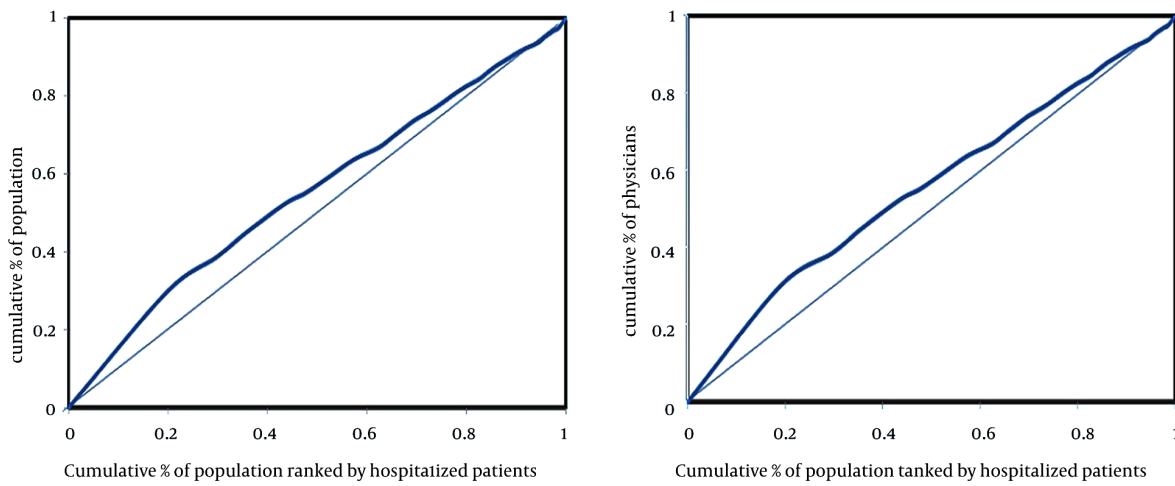 1
0.8
0.6
0.4
0.2
0
cumulative % of population
0 0.2 0.4 0.6 0.8 1
Cumulative % of population ranked by hospitalized patients
1
0.8
0.6
0.4
0.2
0
cumulative % of physicians
0 0.2 0.4 0.6 0.8 1
Cumulative % of population tanked by hospitalized patients